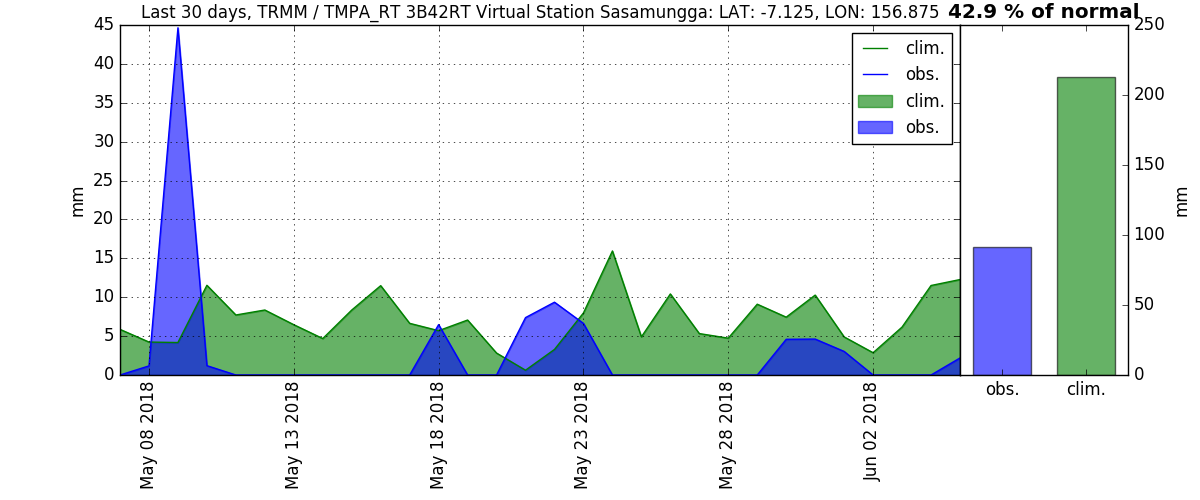 Last 30 days, TRMM / TMPA_RT 3B42RT Virtual Station Sasamungga: LAT: -7.125, LON: 156.875
42.9 % of normal
45
40
35
30
25
20
15
10
5
0
mm
clim.
obs.
clim.
obs.
May 08 2018
May 13 2018
May 18 2018
May 23 2018
May 28 2018
Jun 02 2018
250
200
150
100
50
0
mm
obs.
clim.